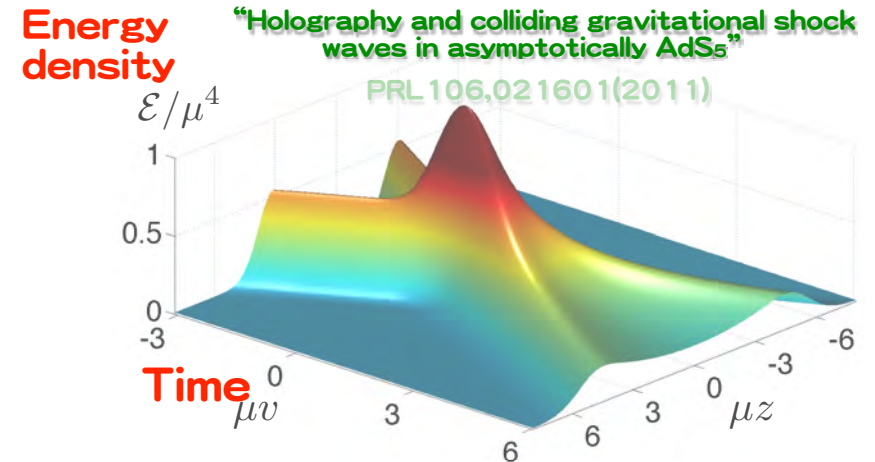 Energy
density
“Holography and colliding gravitational shock
waves in asymptotically AdS₅”
PRL106,021601(2011)
ℰ/μ⁴
1
0.5
0
-3
0
3
6
Time
μv
6
3
0
-3
-6
μz